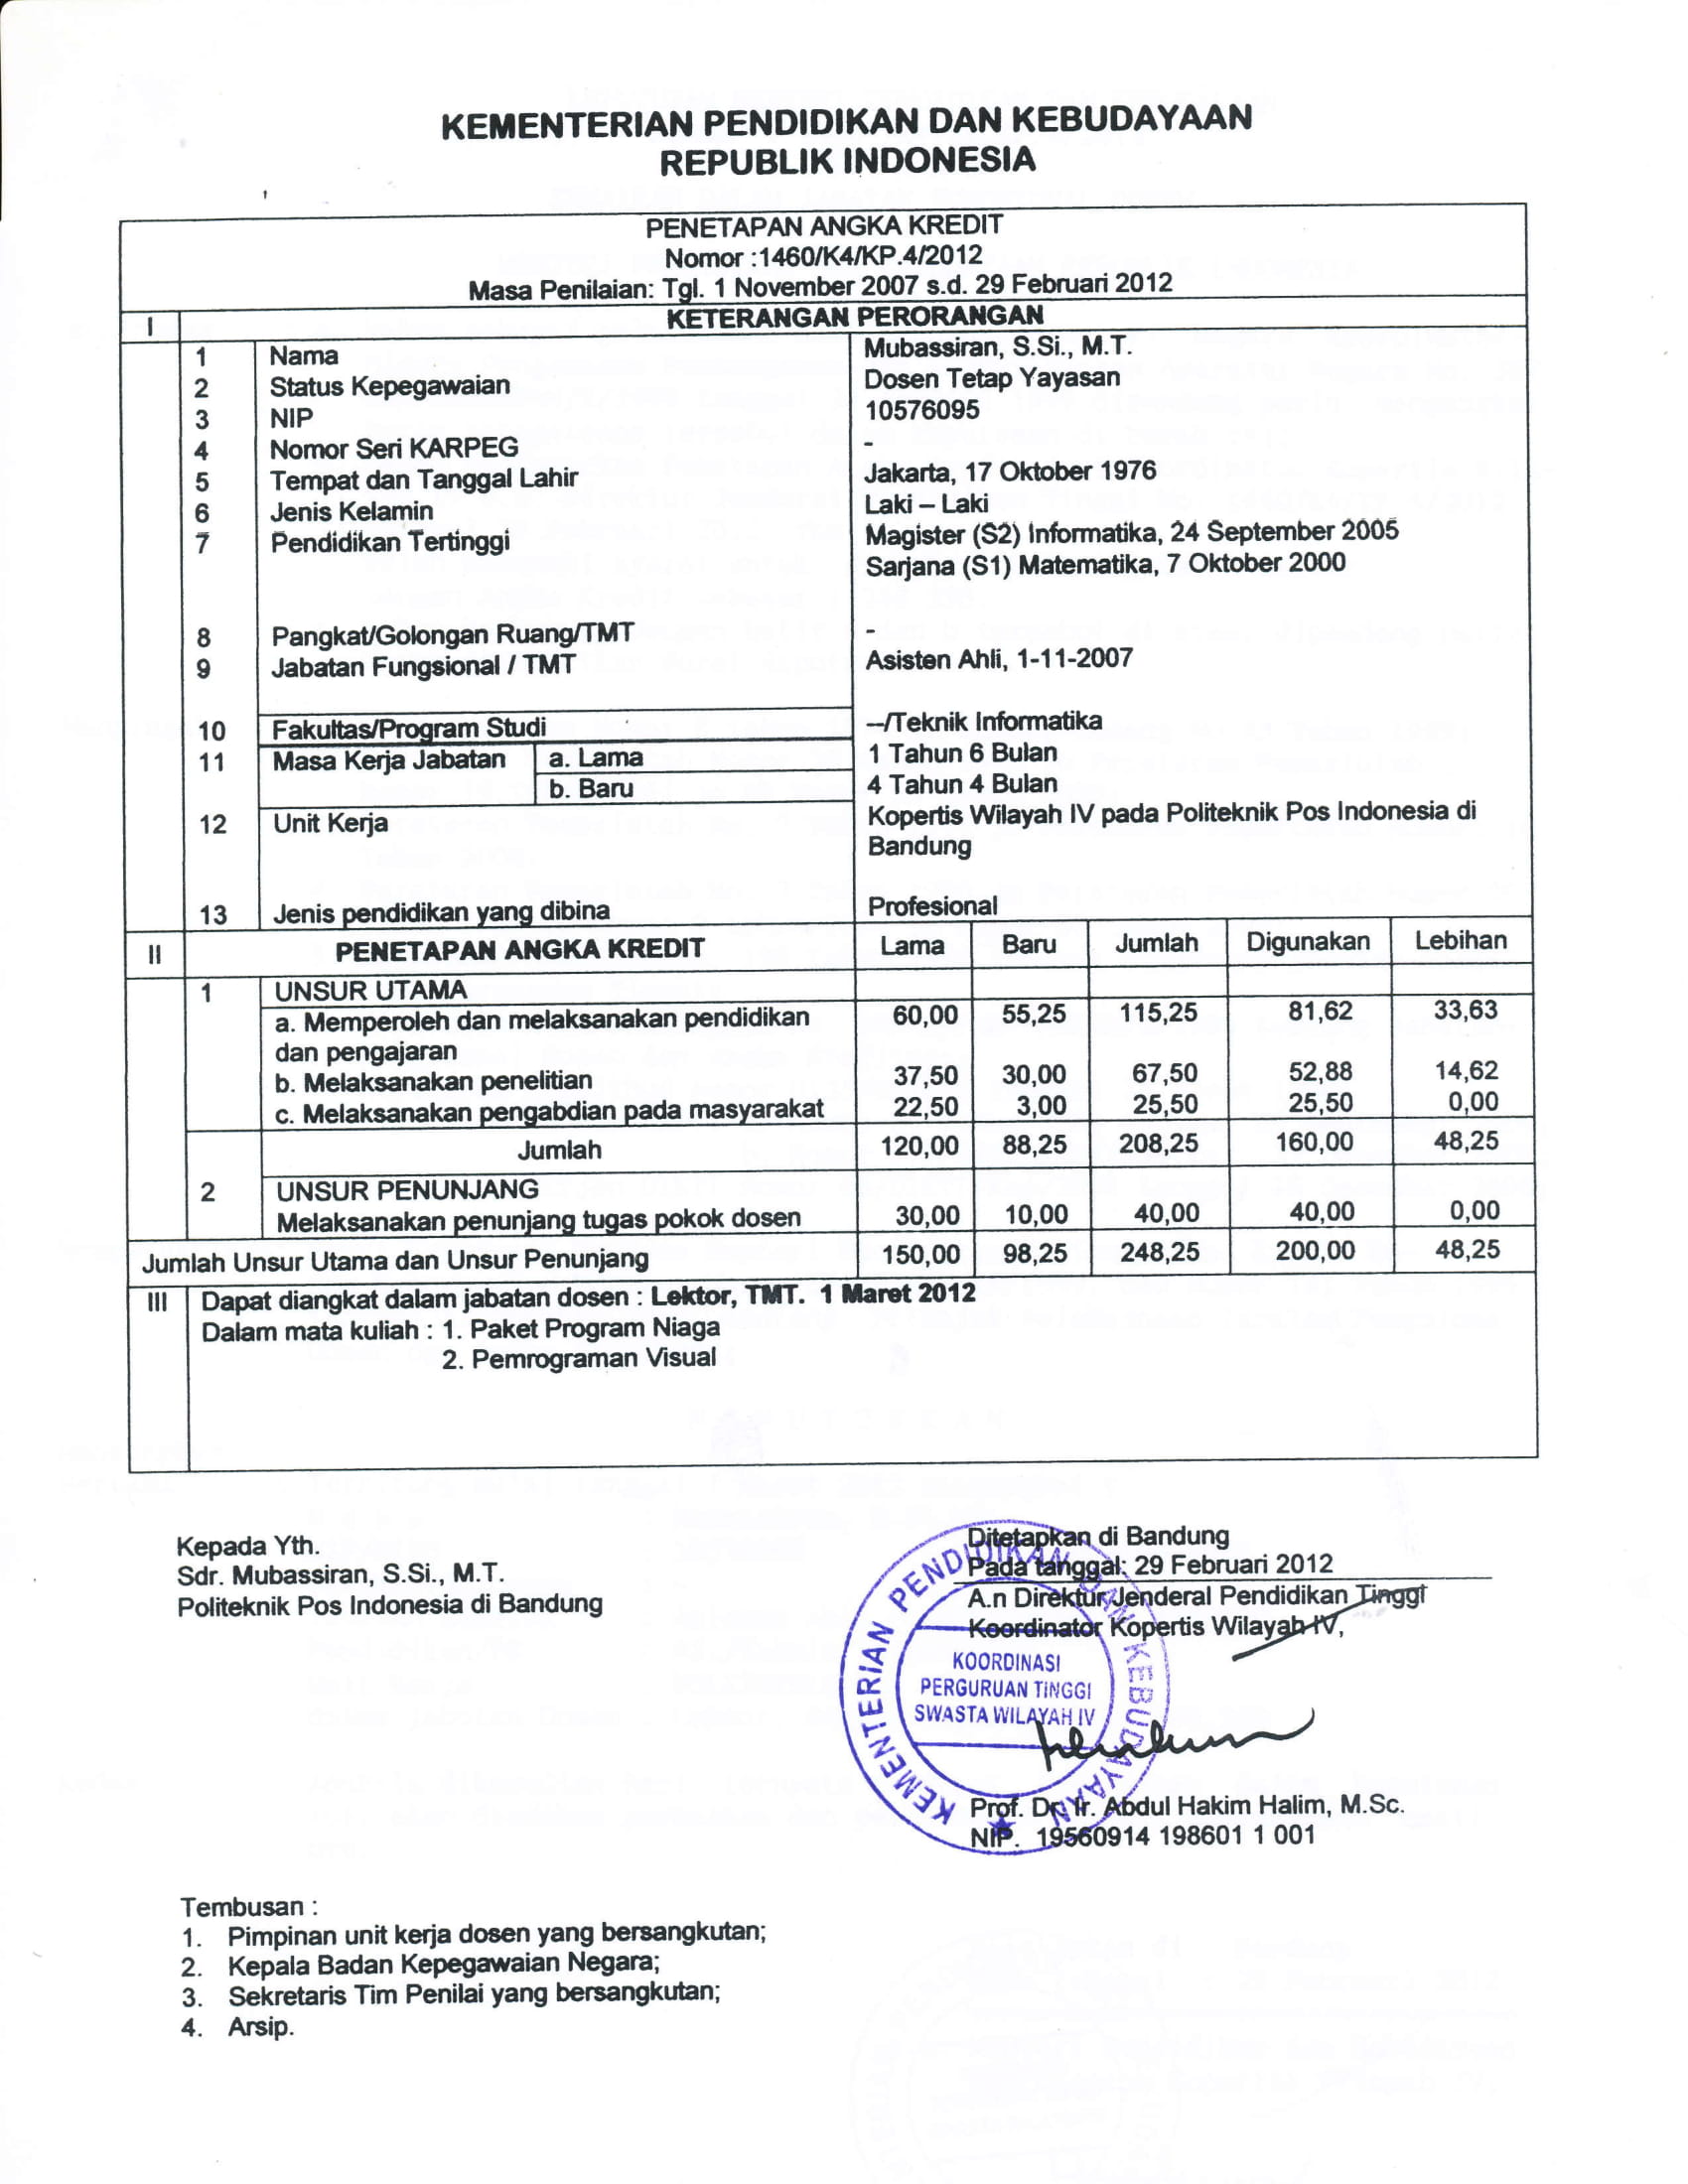 KEMENTERIAN PENDIDIKAN DAN KEBUDAYAAN
REPUBLIK INDONESIA
PENETAPAN ANGKA KREDIT
Nomor :1460/K4/KP.4/2012
Masa Penilaian: Tgl. 1 November 2007 s.d. 29 Februari 2012
I KETERANGAN PERORANGAN
1 Nama Mubassiran, S.Si., M.T.
2 Status Kepegawaian Dosen Tetap Yayasan
3 NIP 10576095
4 Nomor Seri KARPEG -
5 Tempat dan Tanggal Lahir Jakarta, 17 Oktober 1976
6 Jenis Kelamin Laki – Laki
7 Pendidikan Tertinggi Magister (S2) Informatika, 24 September 2005
Sarjana (S1) Matematika, 7 Oktober 2000
8 Pangkat/Golongan Ruang/TMT -
9 Jabatan Fungsional / TMT Asisten Ahli, 1-11-2007
10 Fakultas/Program Studi --/Teknik Informatika
11 Masa Kerja Jabatan a. Lama 1 Tahun 6 Bulan
b. Baru 4 Tahun 4 Bulan
12 Unit Kerja Kopertis Wilayah IV pada Politeknik Pos Indonesia di
Bandung
13 Jenis pendidikan yang dibina Profesional
II PENETAPAN ANGKA KREDIT Lama Baru Jumlah Digunakan Lebihan
1 UNSUR UTAMA
a. Memperoleh dan melaksanakan pendidikan 60,00 55,25 115,25 81,62 33,63
dan pengajaran
b. Melaksanakan penelitian 37,50 30,00 67,50 52,88 14,62
c. Melaksanakan pengabdian pada masyarakat 22,50 3,00 25,50 25,50 0,00
Jumlah 120,00 88,25 208,25 160,00 48,25
2 UNSUR PENUNJANG
Melaksanakan penunjang tugas pokok dosen 30,00 10,00 40,00 40,00 0,00
Jumlah Unsur Utama dan Unsur Penunjang 150,00 98,25 248,25 200,00 48,25
III Dapat diangkat dalam jabatan dosen : Lektor, TMT. 1 Maret 2012
Dalam mata kuliah : 1. Paket Program Niaga
2. Pemrograman Visual
Kepada Yth.
Sdr. Mubassiran, S.Si., M.T.
Politeknik Pos Indonesia di Bandung
Ditetapkan di Bandung
Pada tanggal: 29 Februari 2012
A.n Direktur Jenderal Pendidikan Tinggi
Koordinator Kopertis Wilayah IV,
KEMENTERIAN PENDIDIKAN DAN KEBUDAYAAN
KOORDINASI
PERGURUAN TINGGI
SWASTA WILAYAH IV
Prof. Dr. Ir. Abdul Hakim Halim, M.Sc.
NIP. 19560914 198601 1 001
Tembusan :
1. Pimpinan unit kerja dosen yang bersangkutan;
2. Kepala Badan Kepegawaian Negara;
3. Sekretaris Tim Penilai yang bersangkutan;
4. Arsip.